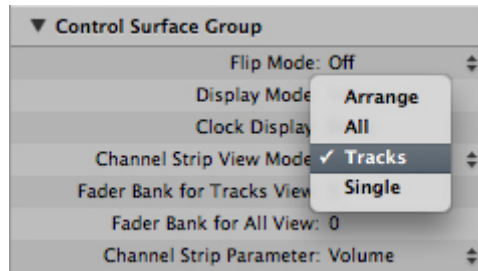 ▼ Control Surface Group
Flip Mode: Off
Display Mode
Arrange
Clock Display
All
Channel Strip View Mode
✓ Tracks
Fader Bank for Tracks View
Single
Fader Bank for All View: 0
Channel Strip Parameter: Volume